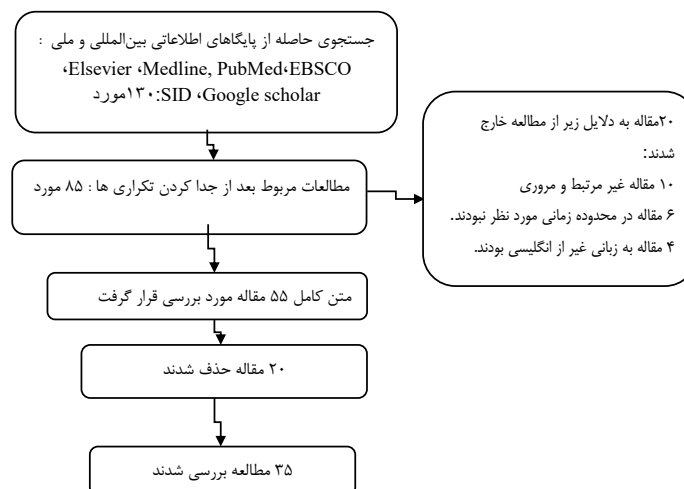 جستجوی حاصله از پایگاهای اطلاعاتی بین‌المللی و ملی :
،Elsevier ،Medline, PubMed،EBSCO
SID ،Google scholar:۱۳۰مورد
۲۰مقاله به دلایل زیر از مطالعه خارج
شدند:
۱۰ مقاله غیر مرتبط و مروری
۶ مقاله در محدوده زمانی مورد نظر نبودند.
۴ مقاله به زبانی غیر از انگلیسی بودند.
مطالعات مربوط بعد از جدا کردن تکراری ها : ۸۵ مورد
متن کامل ۵۵ مقاله مورد بررسی قرار گرفت
۲۰ مقاله حذف شدند
۳۵ مطالعه بررسی شدند